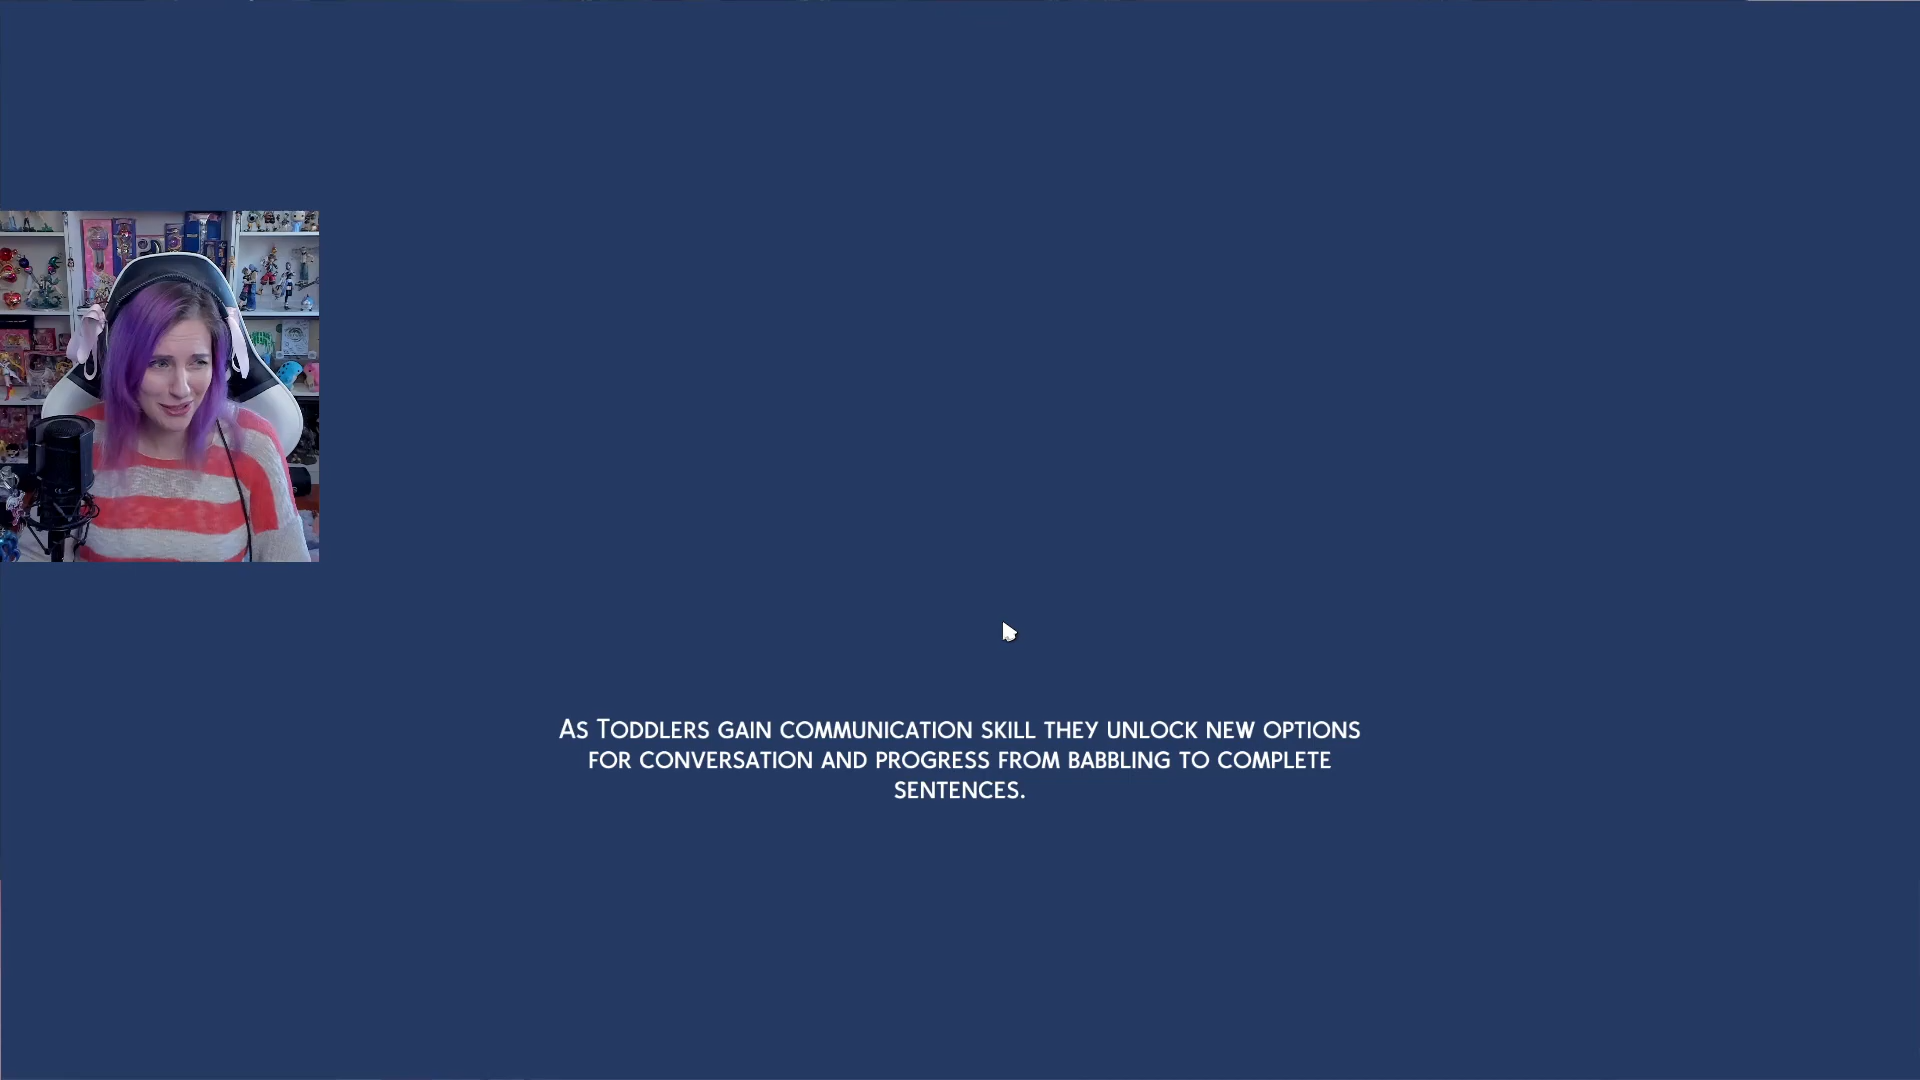 As Toddlers gain communication skill they unlock new options
for conversation and progress from babbling to complete
sentences.